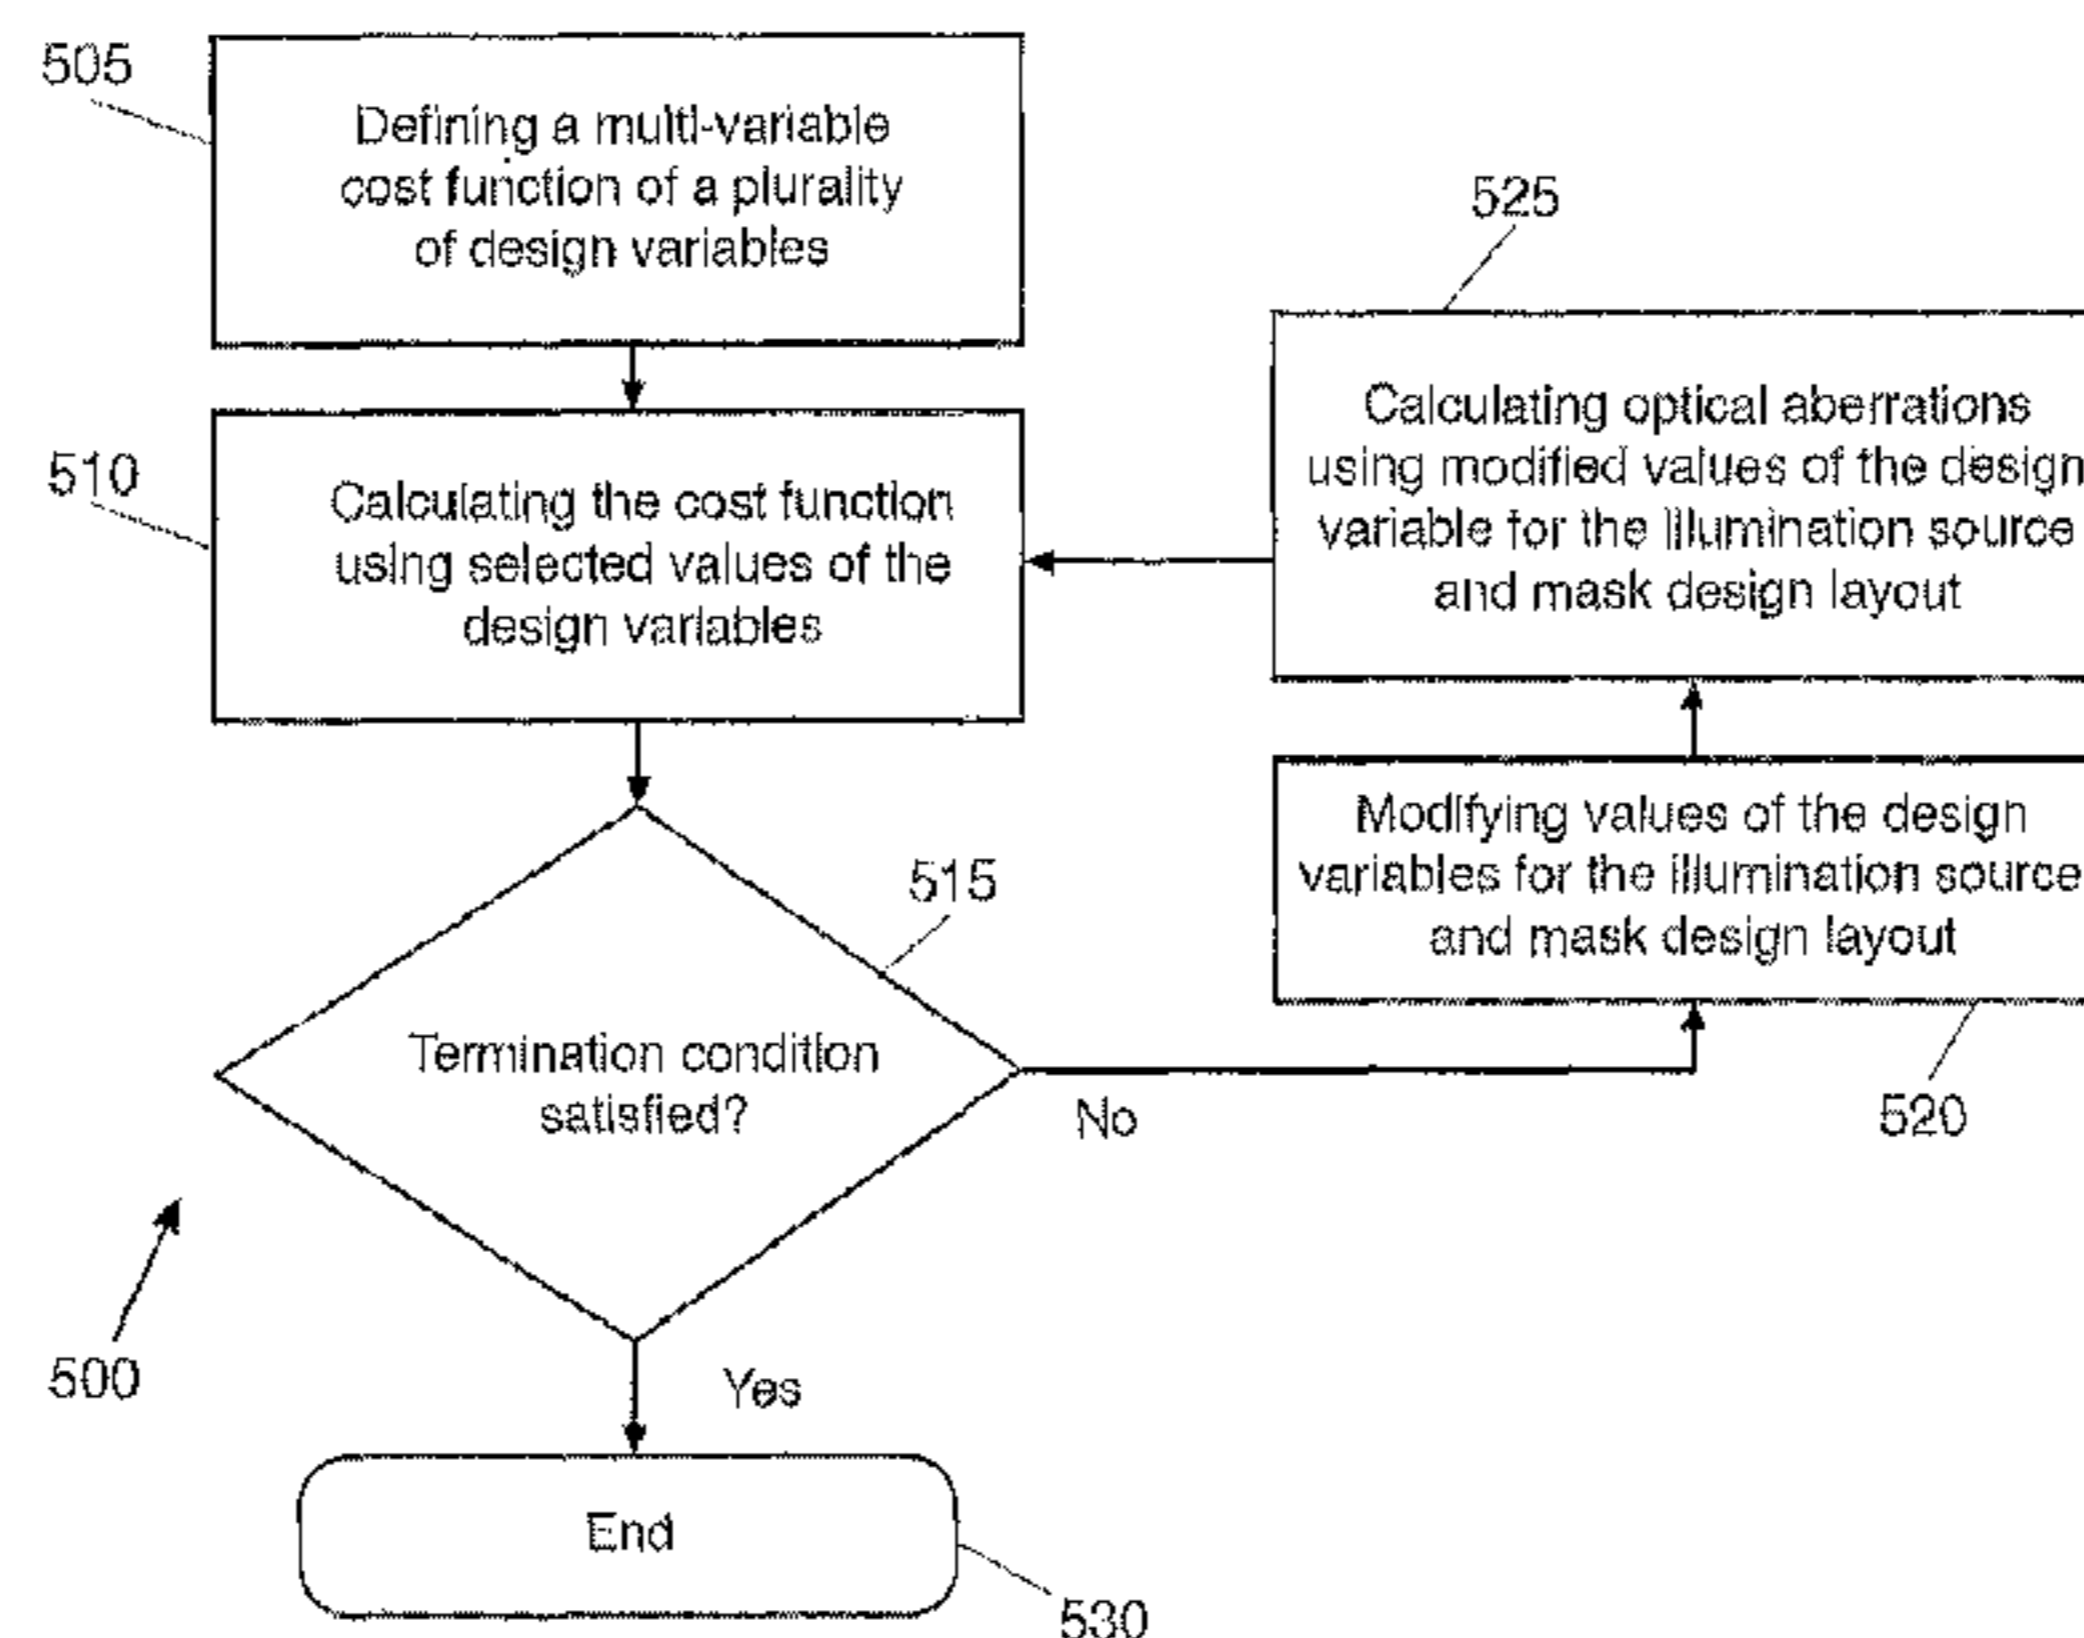 505
Defining a multi-variable
cost function of a plurality
of design variables
510
Calculating the cost function
using selected values of the
design variables
515
Termination condition
satisfied?
No
Yes
500
End
530
525
Calculating optical aberrations
using modified values of the design
variable for the illumination source
and mask design layout
Modifying values of the design
variables for the illumination source
and mask design layout
520